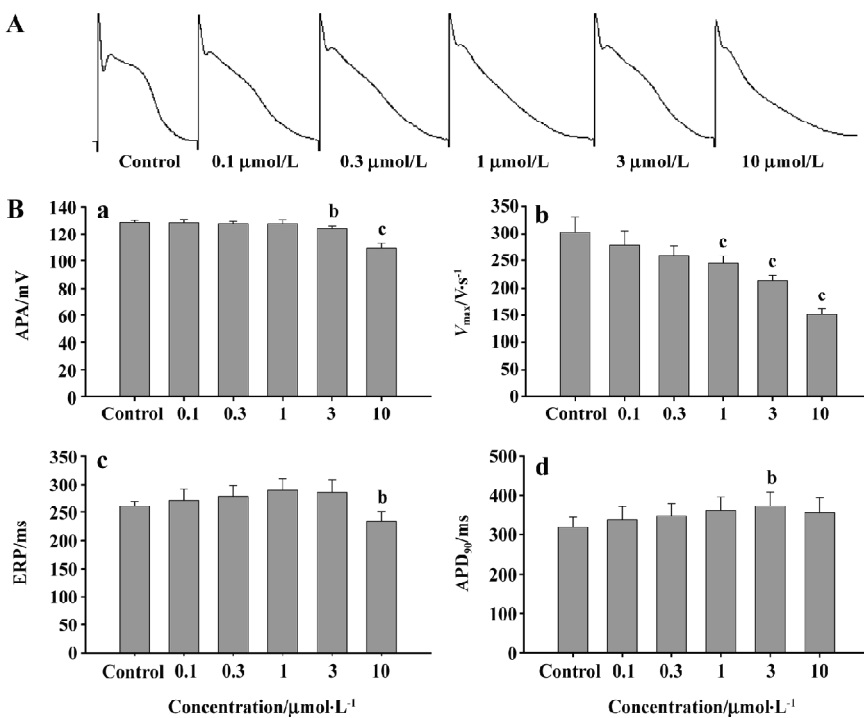 A
Control 0.1 μmol/L 0.3 μmol/L 1 μmol/L 3 μmol/L 10 μmol/L
B
a
APA/mV
140
120
100
80
60
40
20
0
b
c
Control 0.1 0.3 1 3 10
b
Vmax/V·s-1
350
300
250
200
150
100
50
0
c
c
c
Control 0.1 0.3 1 3 10
c
ERP/ms
350
300
250
200
150
100
50
0
b
Control 0.1 0.3 1 3 10
Concentration/μmol·L-1
d
APD90/ms
500
400
300
200
100
0
b
Control 0.1 0.3 1 3 10
Concentration/μmol·L-1